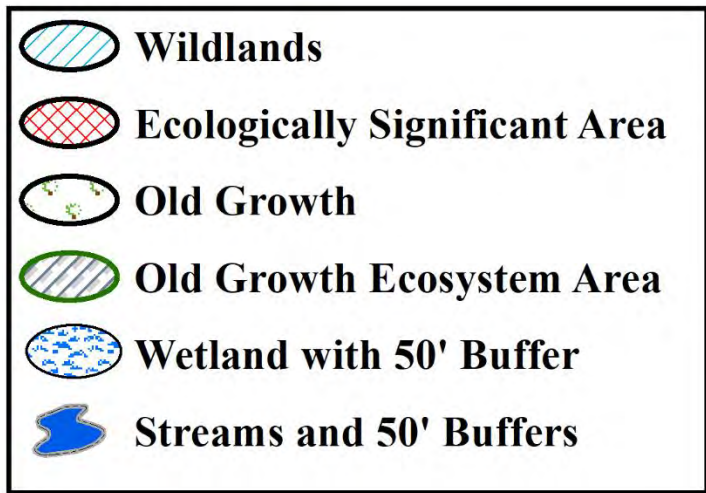 Wildlands
Ecologically Significant Area
Old Growth
Old Growth Ecosystem Area
Wetland with 50' Buffer
Streams and 50' Buffers